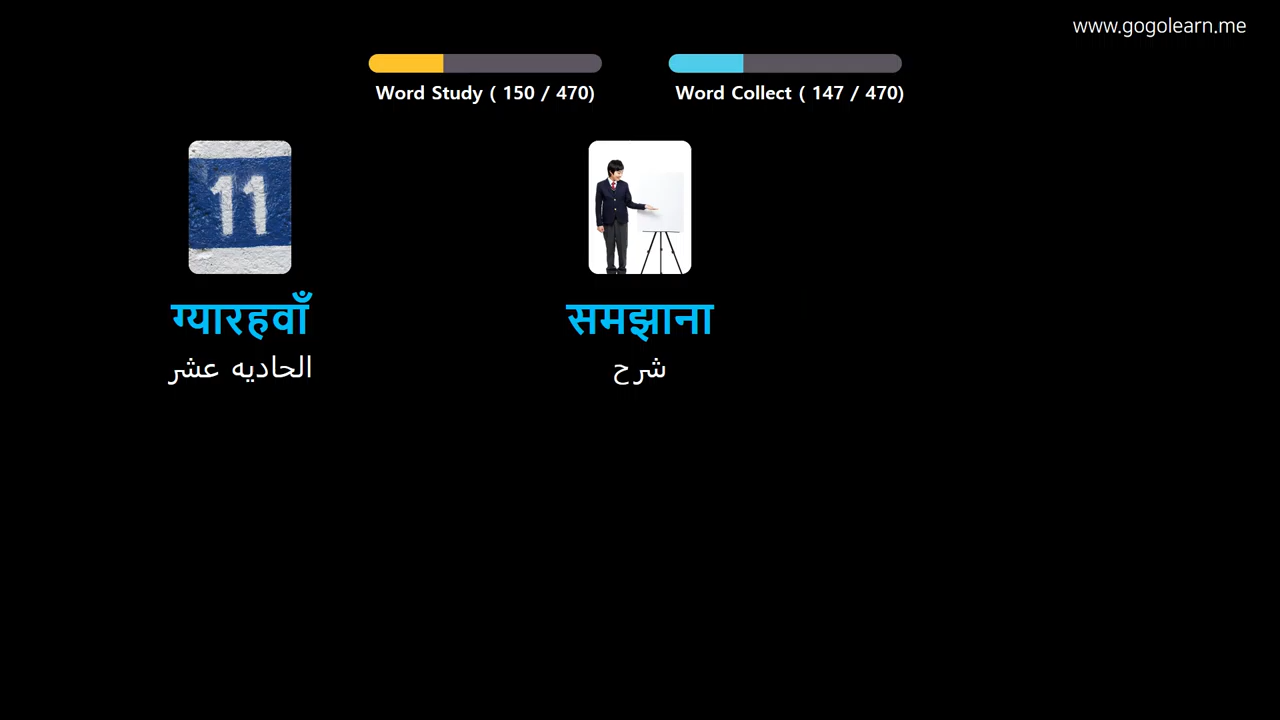 www.gogolearn.me
Word Study ( 150 / 470)
Word Collect ( 147 / 470)
11
ग्यारहवाँ
समझाना
الحاديه عشر
شرح